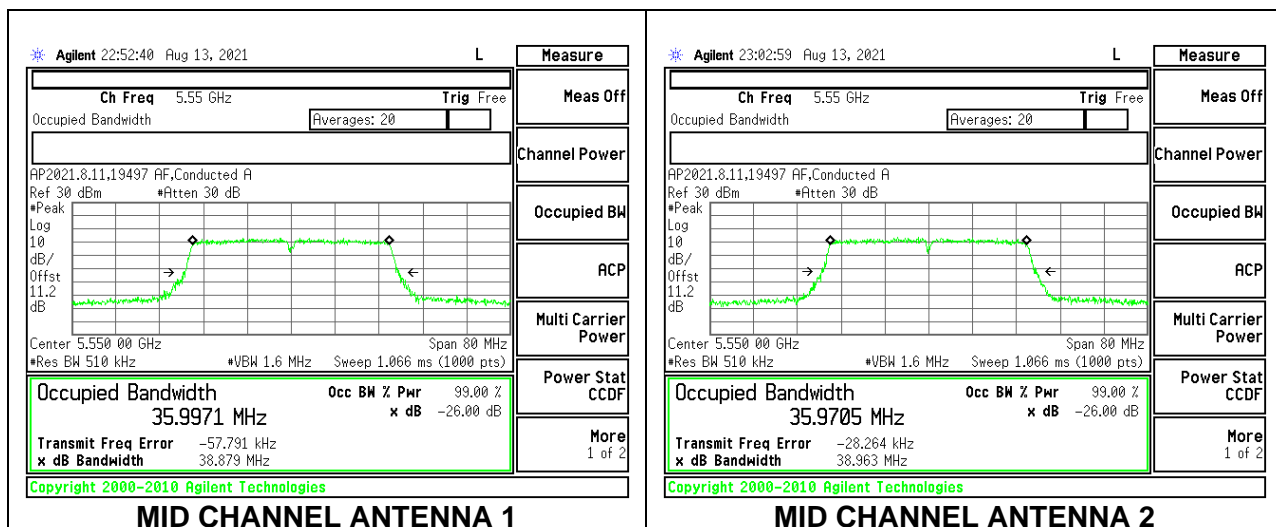 Agilent 22:52:40 Aug 13, 2021 L
Measure
Ch Freq 5.55 GHz Trig Free
Meas Off
Occupied Bandwidth Averages: 20
Channel Power
AP2021.8.11,19497 AF,Conducted A
Ref 30 dBm #Atten 30 dB
#Peak
Log
10
dB/
Offst
11.2
dB
Occupied BW
ACP
Multi Carrier
Power
Center 5.550 00 GHz Span 80 MHz
#Res BW 510 kHz #VBW 1.6 MHz Sweep 1.066 ms (1000 pts)
Power Stat
CCDF
Occupied Bandwidth Occ BW % Pwr 99.00 %
35.9971 MHz x dB -26.00 dB
Transmit Freq Error -57.791 kHz
x dB Bandwidth 38.879 MHz
More
1 of 2
Copyright 2000-2010 Agilent Technologies
MID CHANNEL ANTENNA 1
Agilent 23:02:59 Aug 13, 2021 L
Measure
Ch Freq 5.55 GHz Trig Free
Meas Off
Occupied Bandwidth Averages: 20
Channel Power
AP2021.8.11,19497 AF,Conducted A
Ref 30 dBm #Atten 30 dB
#Peak
Log
10
dB/
Offst
11.2
dB
Occupied BW
ACP
Multi Carrier
Power
Center 5.550 00 GHz Span 80 MHz
#Res BW 510 kHz #VBW 1.6 MHz Sweep 1.066 ms (1000 pts)
Power Stat
CCDF
Occupied Bandwidth Occ BW % Pwr 99.00 %
35.9705 MHz x dB -26.00 dB
Transmit Freq Error -28.264 kHz
x dB Bandwidth 38.963 MHz
More
1 of 2
Copyright 2000-2010 Agilent Technologies
MID CHANNEL ANTENNA 2